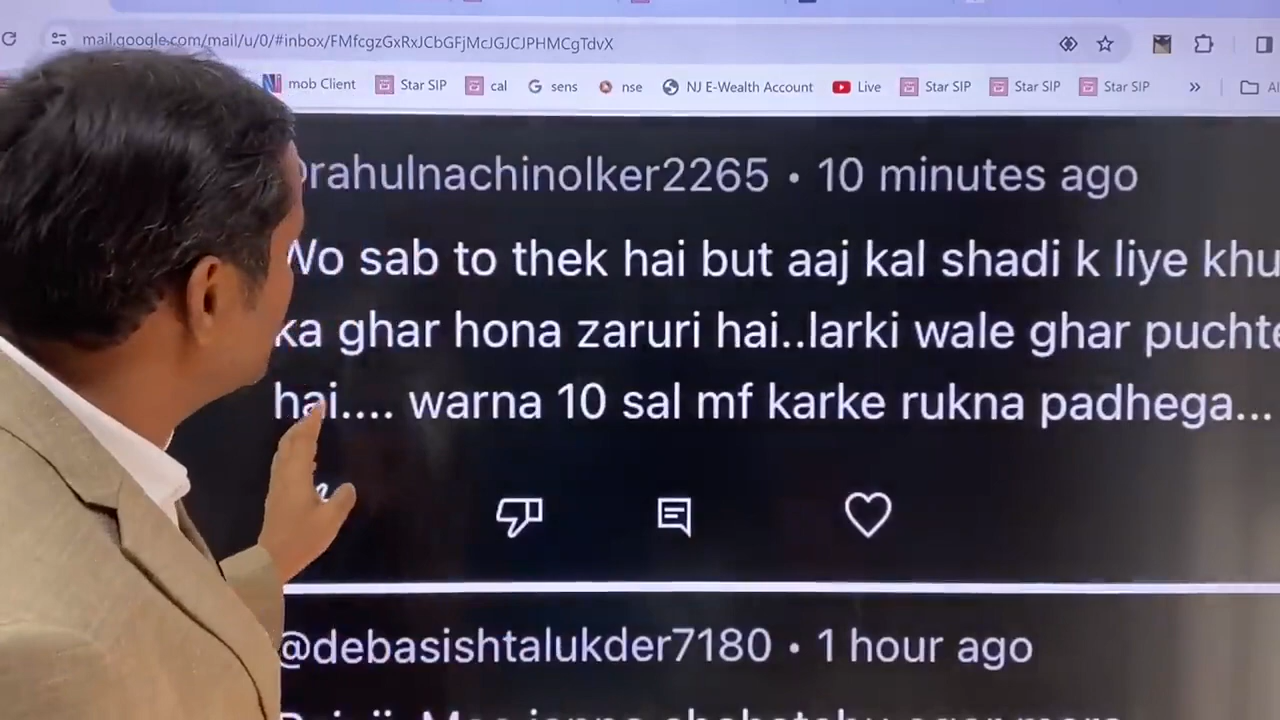 mail.google.com/mail/u/0/#inbox/FMfcgzGxRxJCbGFjMcJGJCJPHMCgTdvX
mob Client Star SIP cal sens nse NJ E-Wealth Account Live Star SIP Star SIP Star SIP
rahulnachinolker2265 • 10 minutes ago
Wo sab to thek hai but aaj kal shadi k liye khu
ka ghar hona zaruri hai..larki wale ghar puchte
hai.... warna 10 sal mf karke rukna padhega...
@debasishtalukder7180 • 1 hour ago